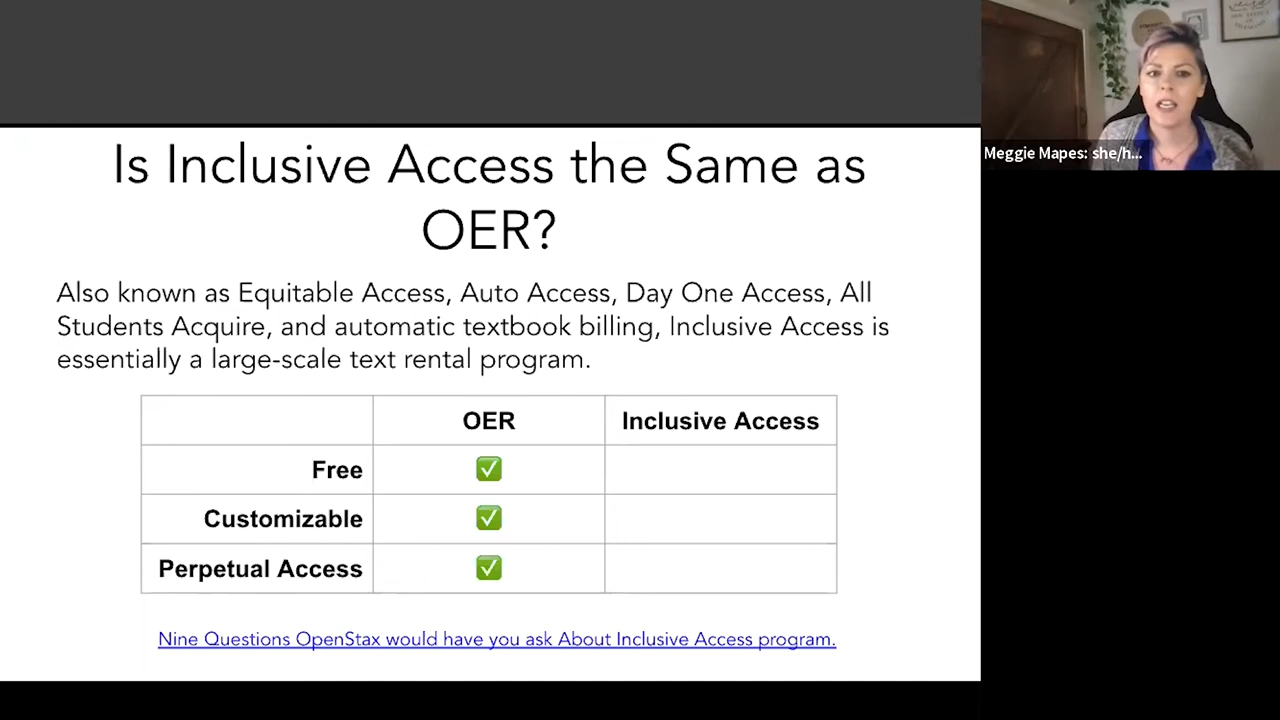 Is Inclusive Access the Same as
OER?
Also known as Equitable Access, Auto Access, Day One Access, All
Students Acquire, and automatic textbook billing, Inclusive Access is
essentially a large-scale text rental program.
OER Inclusive Access
Free ✅
Customizable ✅
Perpetual Access ✅
Nine Questions OpenStax would have you ask About Inclusive Access program.
Meggie Mapes: she/h...